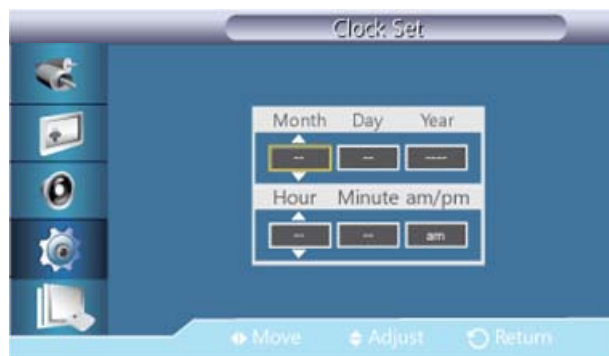 Clock Set
Month Day Year
-- -- ----
Hour Minute am/pm
-- -- am
Move Adjust Return